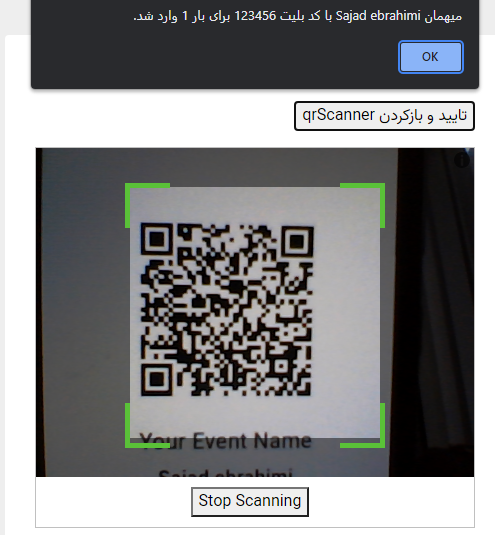 میهمان Sajad ebrahimi با کد بلیت 123456 برای بار 1 وارد شد.
OK
تایید و بازکردن qrScanner
Your Event Name
Sajad ebrahimi
Stop Scanning